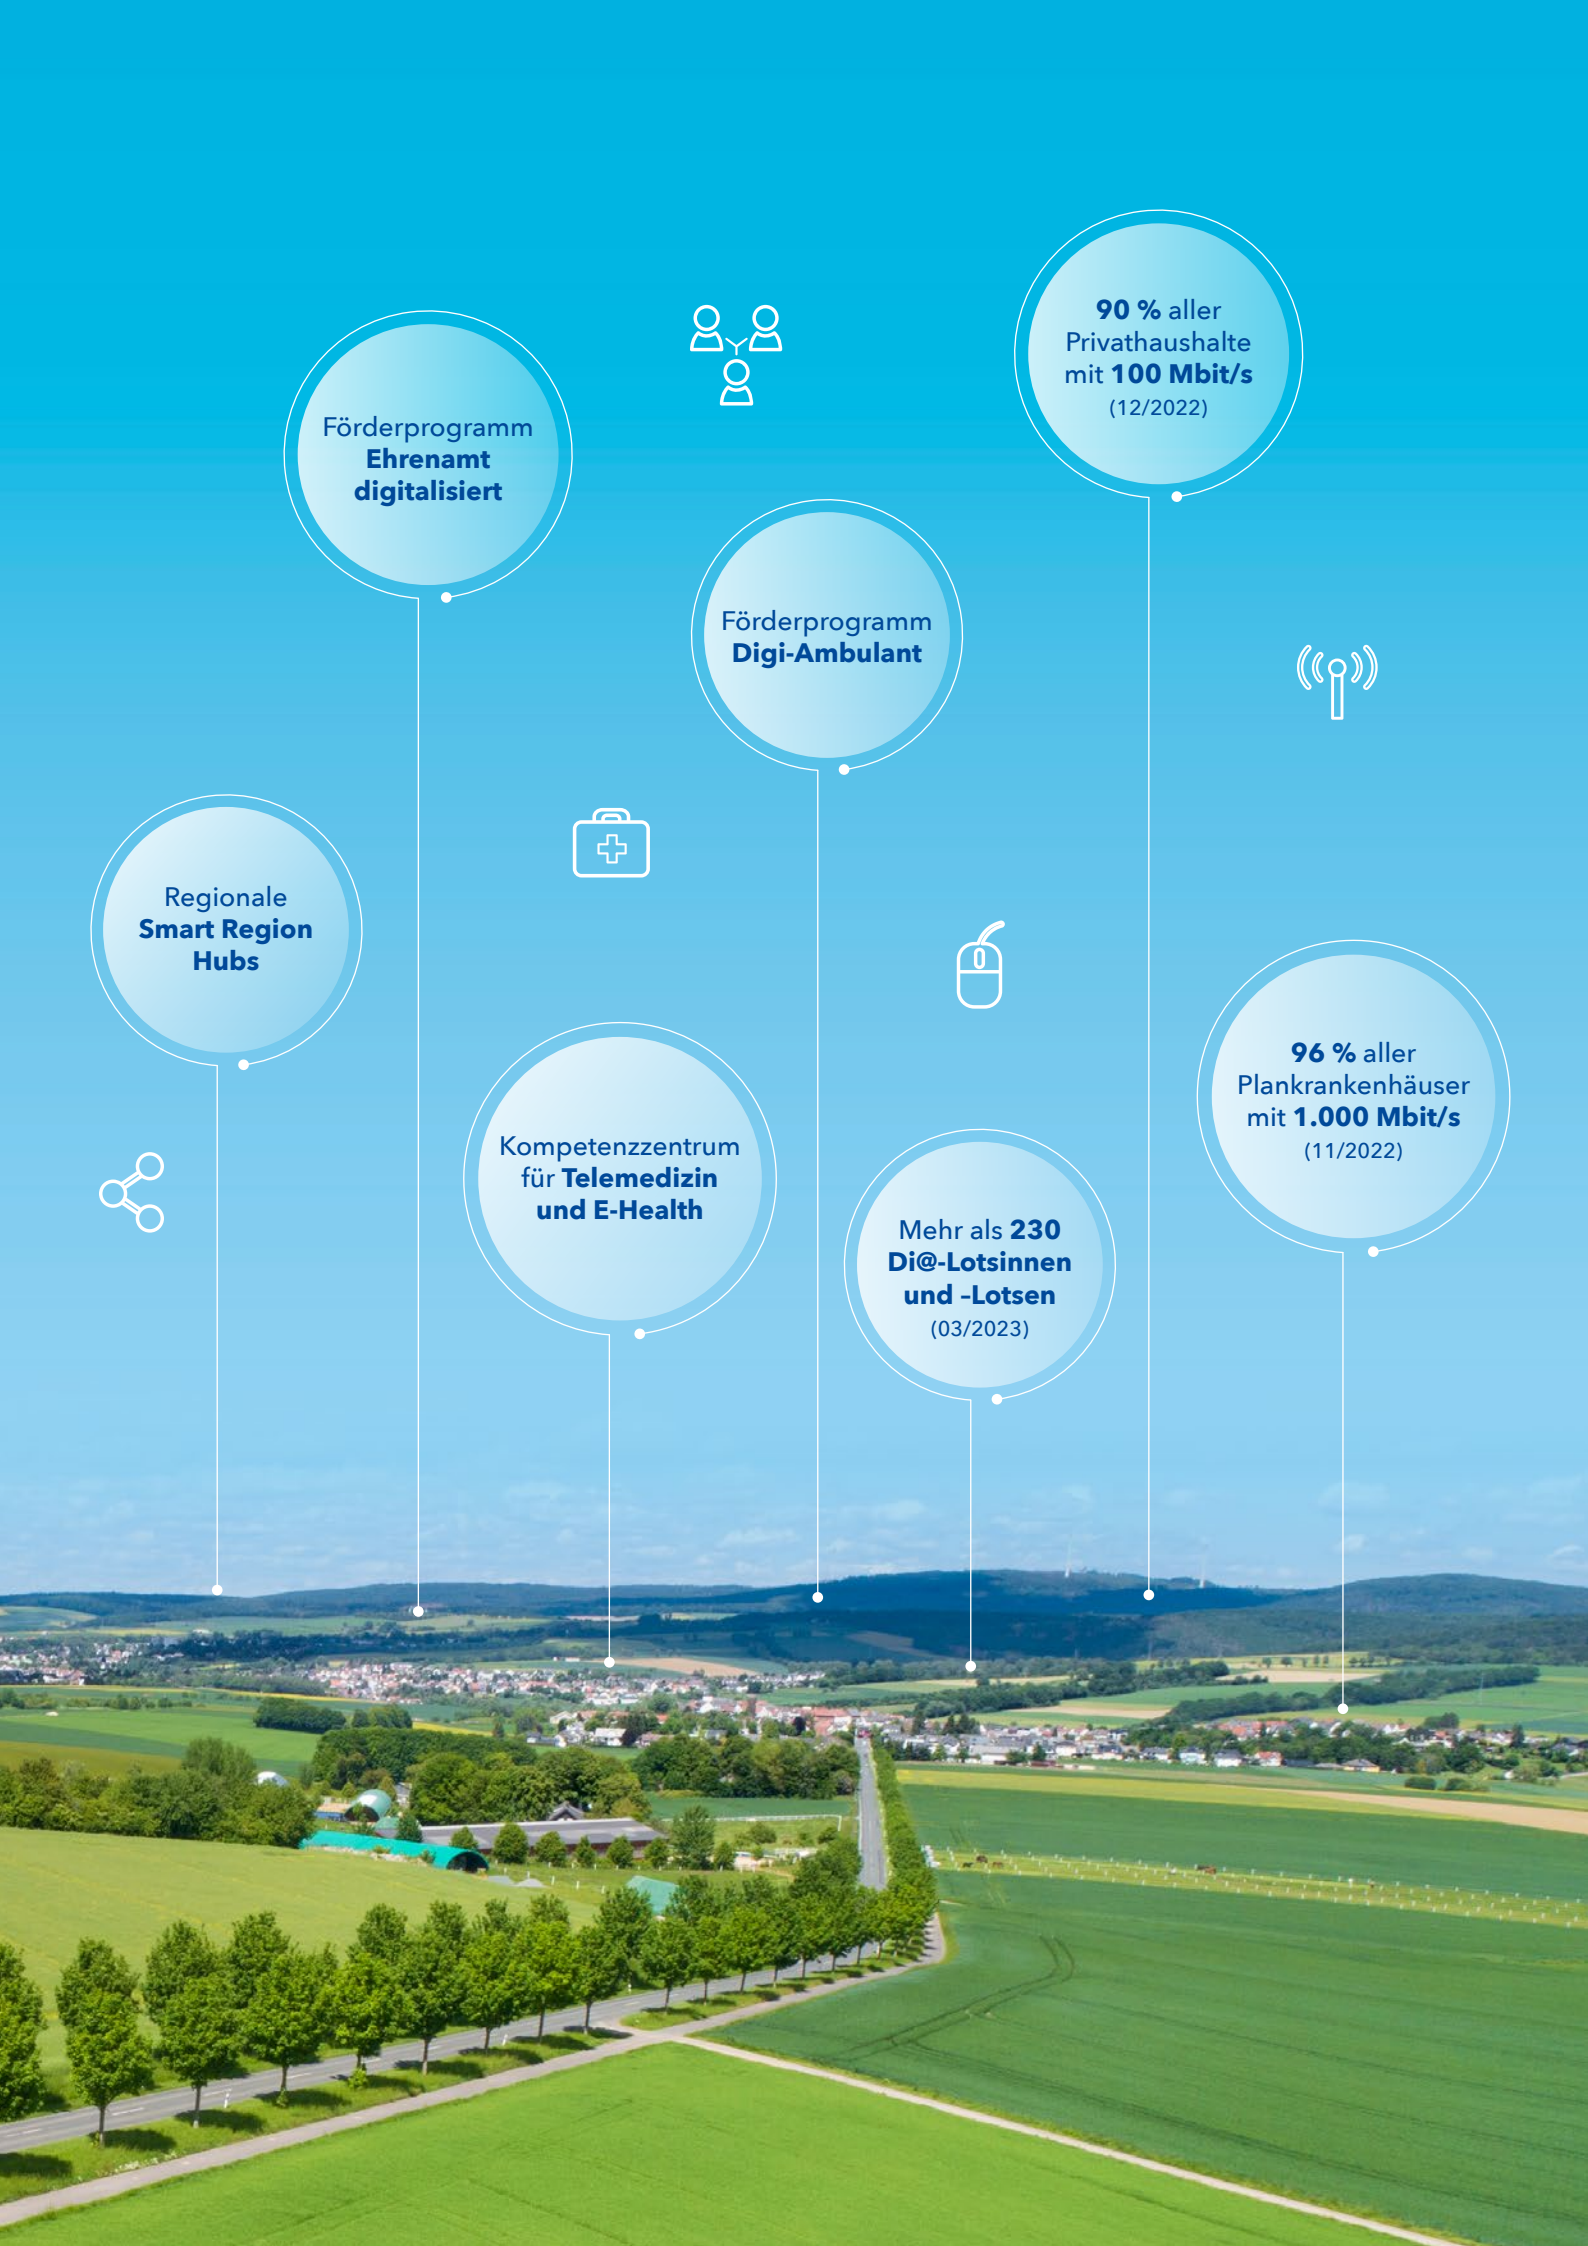 90 % aller
Privathaushalte
mit 100 Mbit/s
(12/2022)
Förderprogramm
Ehrenamt
digitalisiert
Förderprogramm
Digi-Ambulant
Regionale
Smart Region
Hubs
96 % aller
Plankrankenhäuser
mit 1.000 Mbit/s
(11/2022)
Kompetenzzentrum
für Telemedizin
und E-Health
Mehr als 230
Di@-Lotsinnen
und –Lotsen
(03/2023)